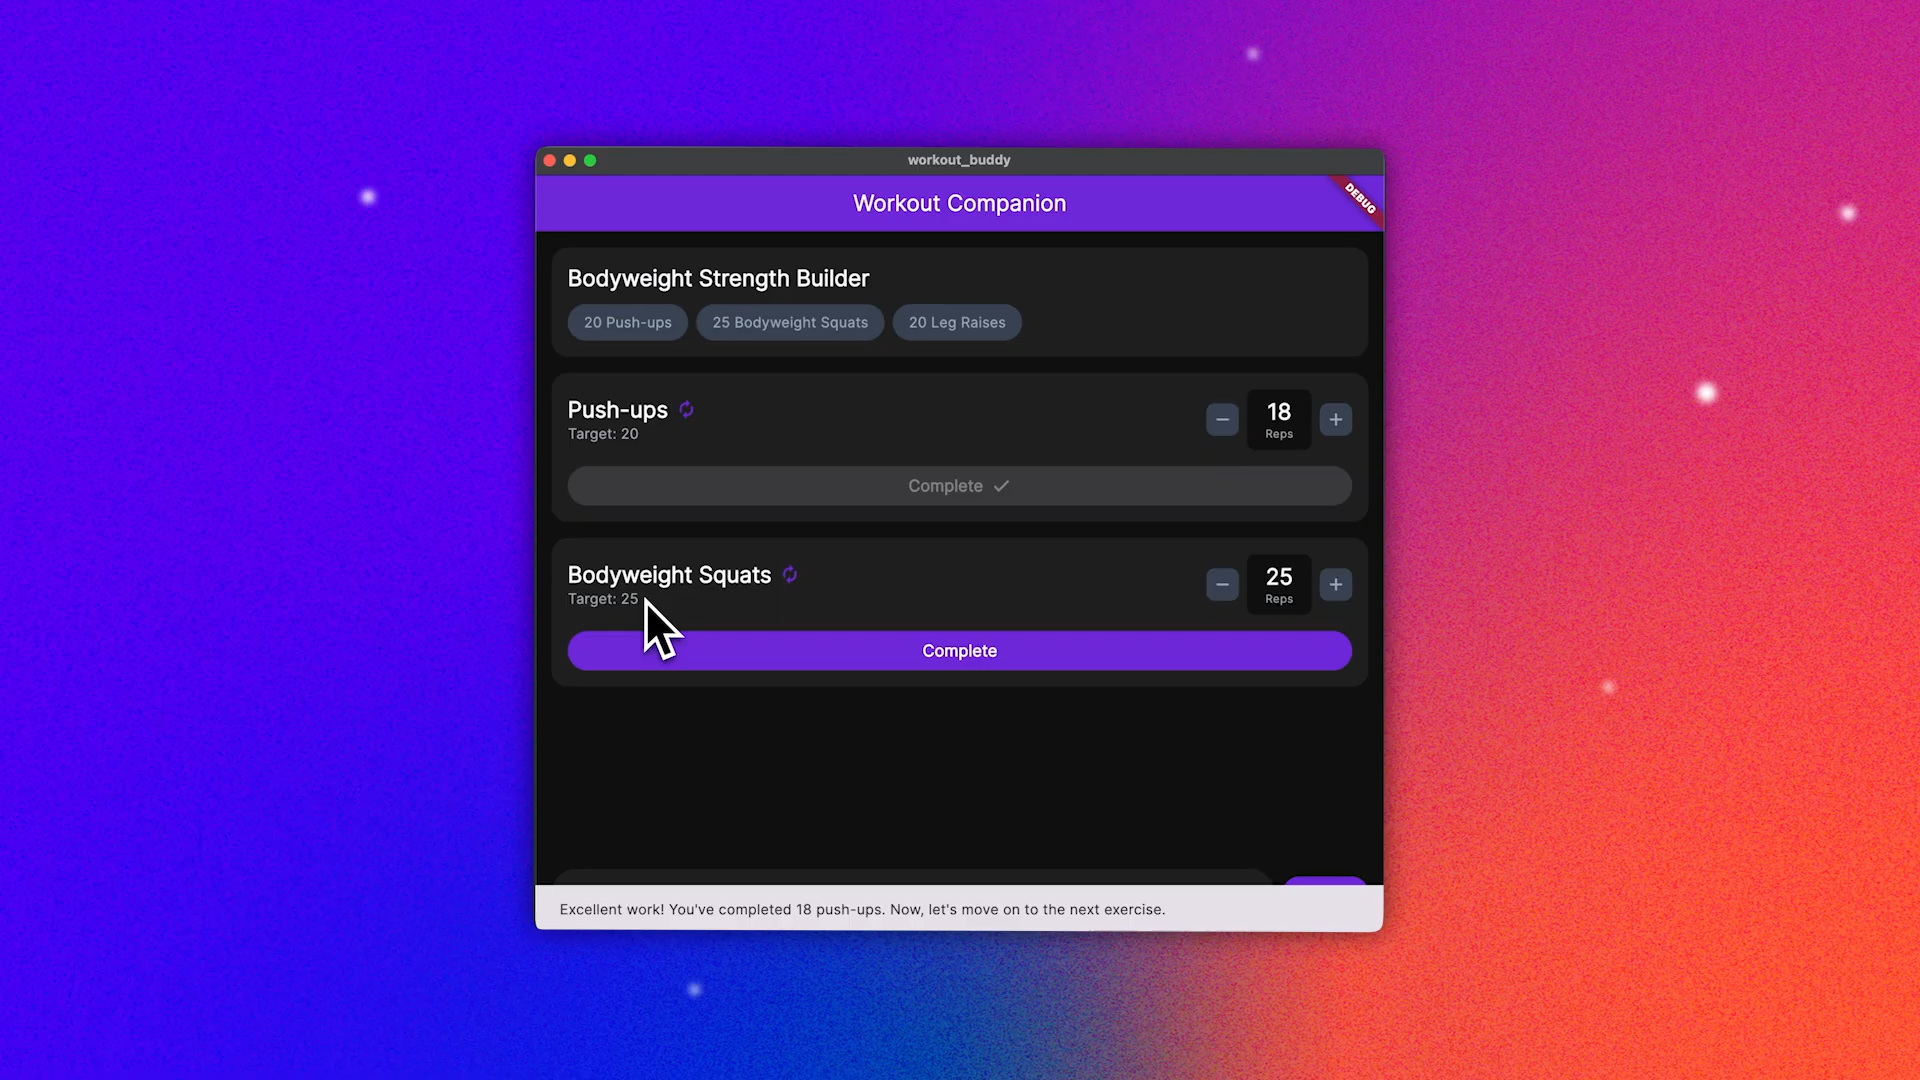 workout_buddy
Workout Companion
DEBUG
Bodyweight Strength Builder
20 Push-ups
25 Bodyweight Squats
20 Leg Raises
Push-ups
Target: 20
18
Reps
Complete
Bodyweight Squats
Target: 25
25
Reps
Complete
Excellent work! You've completed 18 push-ups. Now, let's move on to the next exercise.